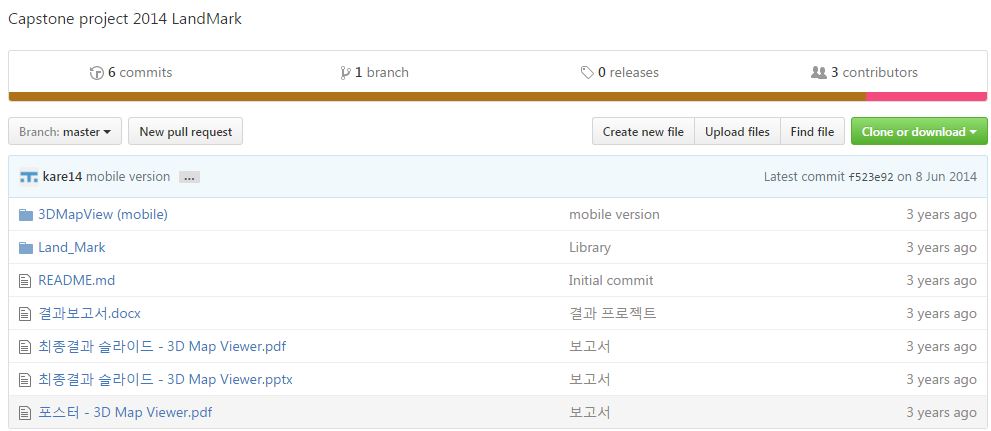 Capstone project 2014 LandMark
6 commits 1 branch 0 releases 3 contributors
Branch: master New pull request Create new file Upload files Find file Clone or download
kare14 mobile version ... Latest commit f523e92 on 8 Jun 2014
3DMapView (mobile) mobile version 3 years ago
Land_Mark Library 3 years ago
README.md Initial commit 3 years ago
결과보고서.docx 결과 프로젝트 3 years ago
최종결과 슬라이드 - 3D Map Viewer.pdf 보고서 3 years ago
최종결과 슬라이드 - 3D Map Viewer.pptx 보고서 3 years ago
포스터 - 3D Map Viewer.pdf 보고서 3 years ago